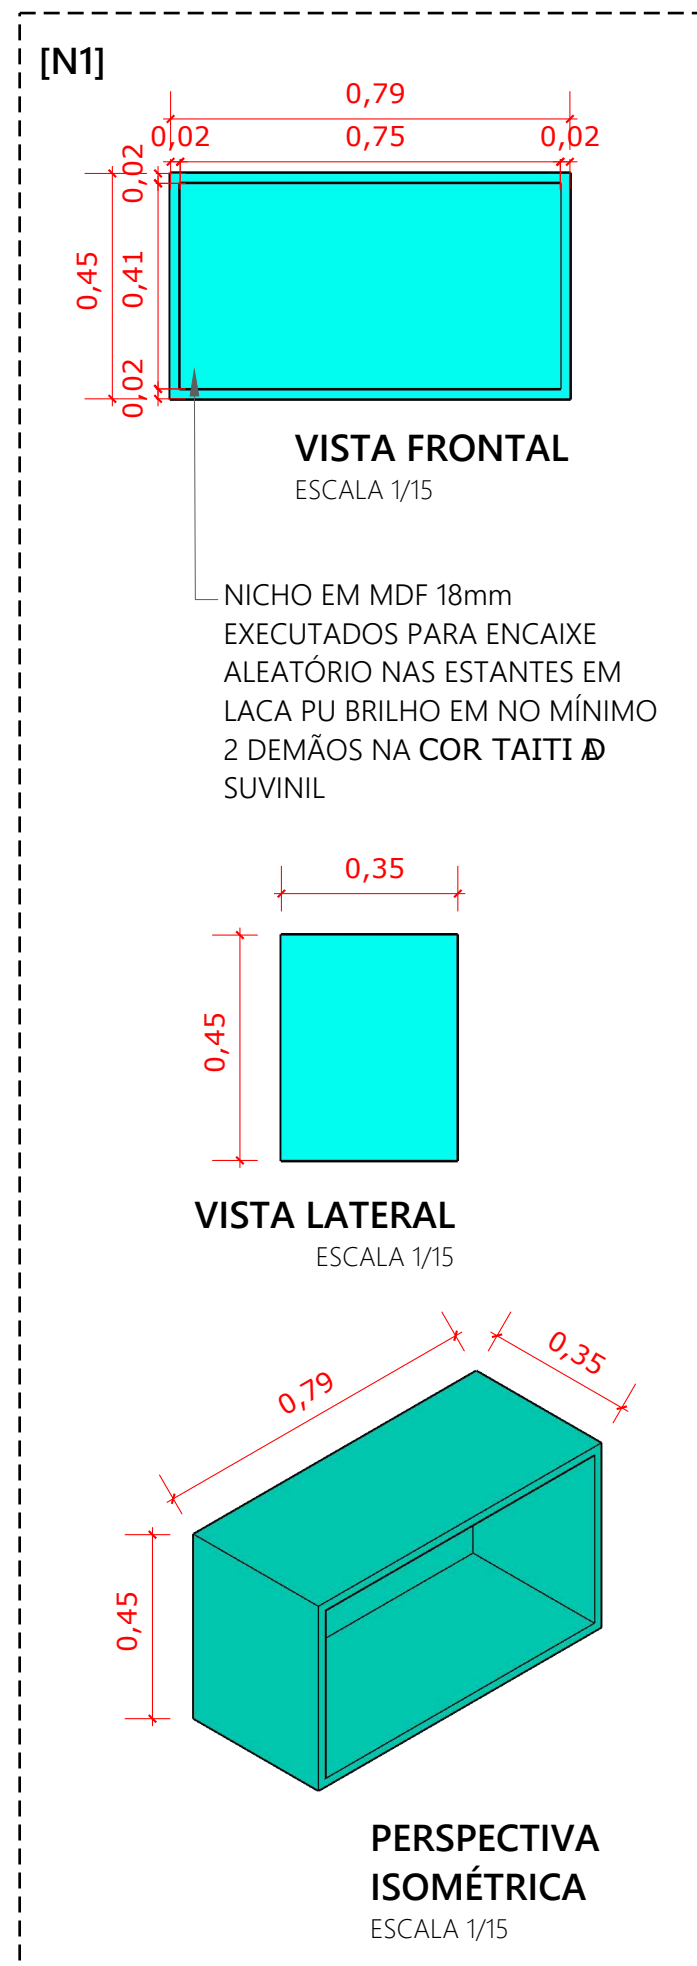 [N1]
0,79
0,02 0,75 0,02
0,02
0,45
0,41
0,02
VISTA FRONTAL
ESCALA 1/15
NICHO EM MDF 18mm
EXECUTADOS PARA ENCAIXE
ALEATÓRIO NAS ESTANTES EM
LACA PU BRILHO EM NO MÍNIMO
2 DEMÃOS NA COR TAITI
SUVINIL
0,35
0,45
VISTA LATERAL
ESCALA 1/15
0,35
0,79
0,45
PERSPECTIVA
ISOMÉTRICA
ESCALA 1/15